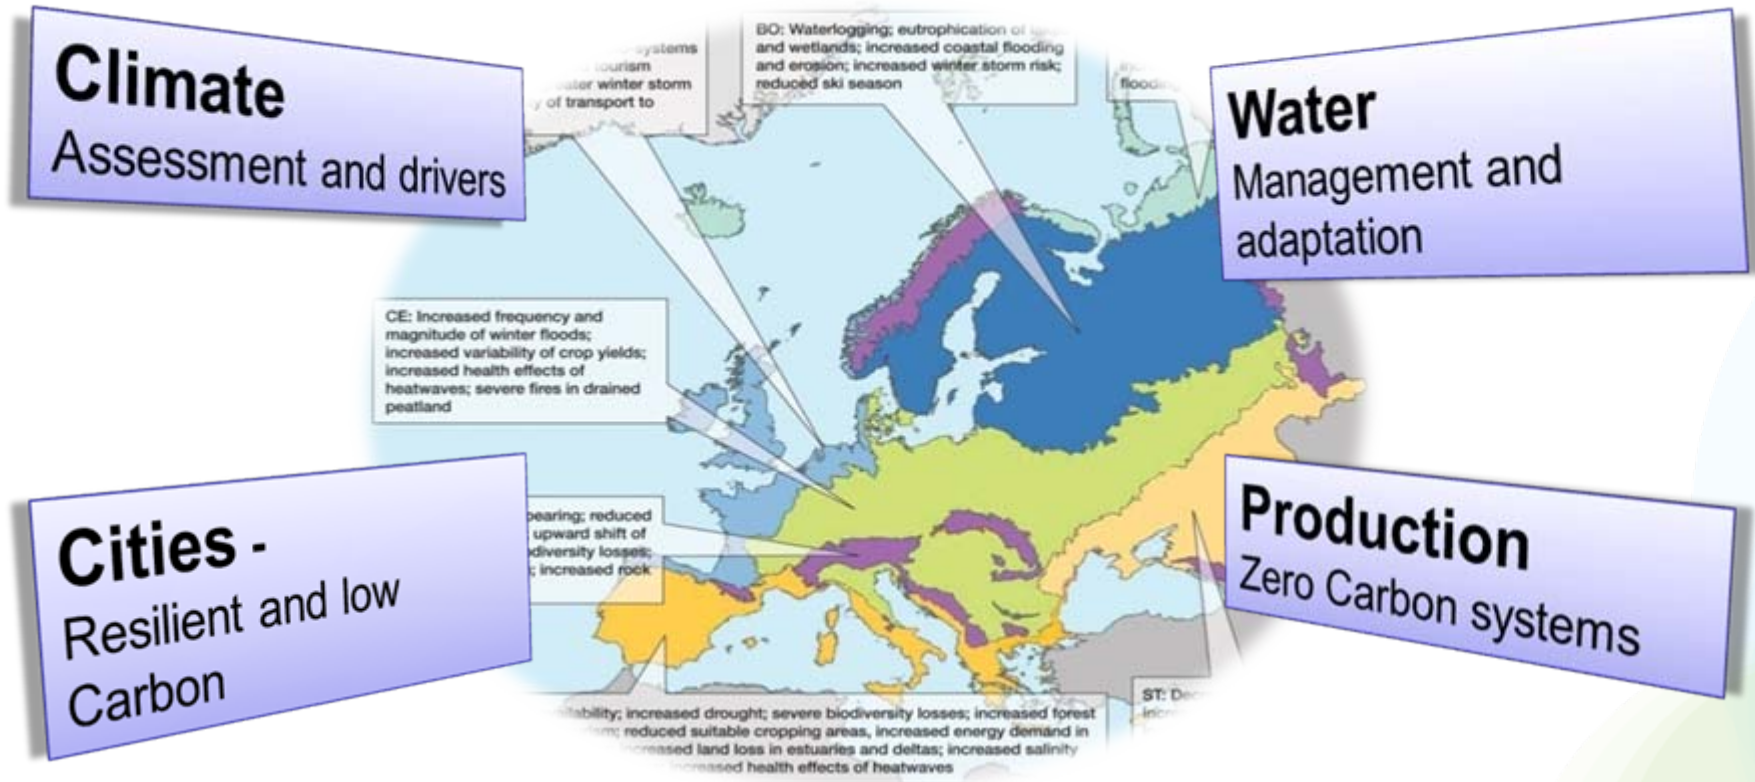 Climate
Assessment and drivers
systems
tourism
winter storm
of transport to
BO: Waterlogging; eutrophication of
and wetlands; increased coastal flooding
and erosion; increased winter storm risk;
reduced ski season
Water
Management and
adaptation
CE: Increased frequency and
magnitude of winter floods;
increased variability of crop yields;
increased health effects of
heatwaves; severe fires in drained
peatland
Cities -
Resilient and low
Carbon
reduced
upward shift of
losses;
increased rock
Production
Zero Carbon systems
increased drought; severe biodiversity losses; increased forest
reduced suitable cropping areas, increased energy demand in
land loss in estuaries and deltas; increased salinity
health effects of heatwaves
ST: